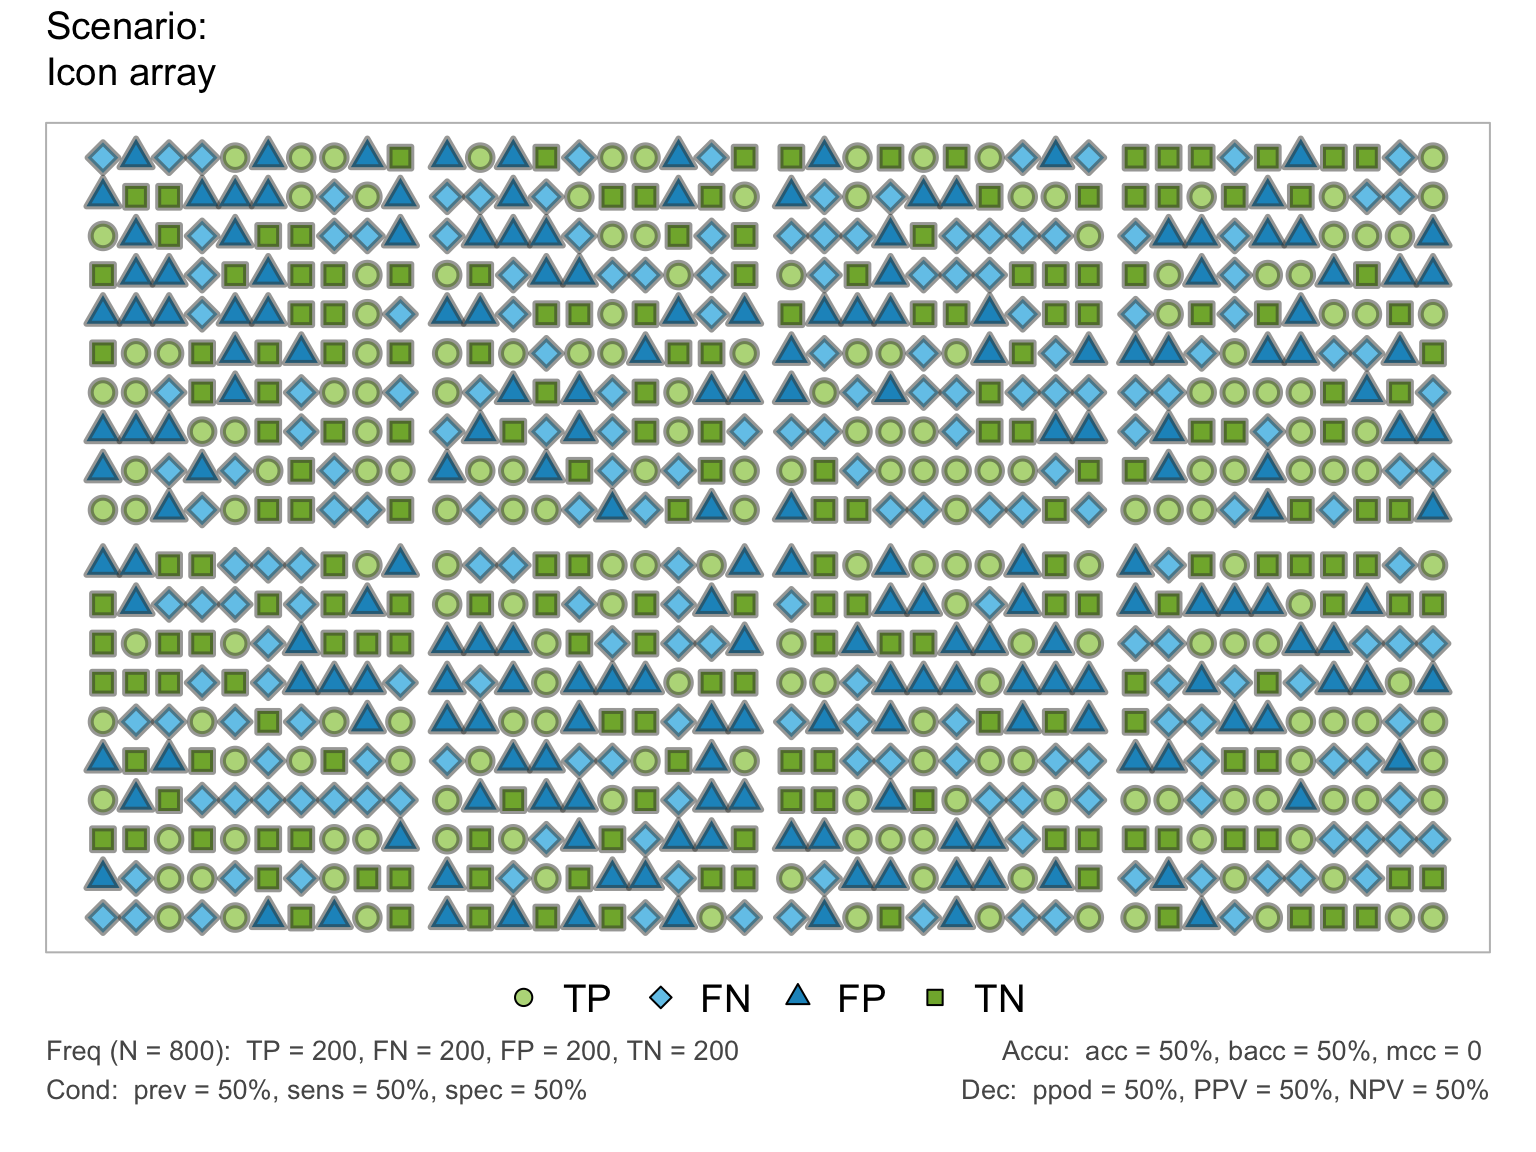 Scenario:
Icon array
TP FN FP TN
Freq (N = 800): TP = 200, FN = 200, FP = 200, TN = 200
Accu: acc = 50%, bacc = 50%, mcc = 0
Cond: prev = 50%, sens = 50%, spec = 50%
Dec: ppod = 50%, PPV = 50%, NPV = 50%